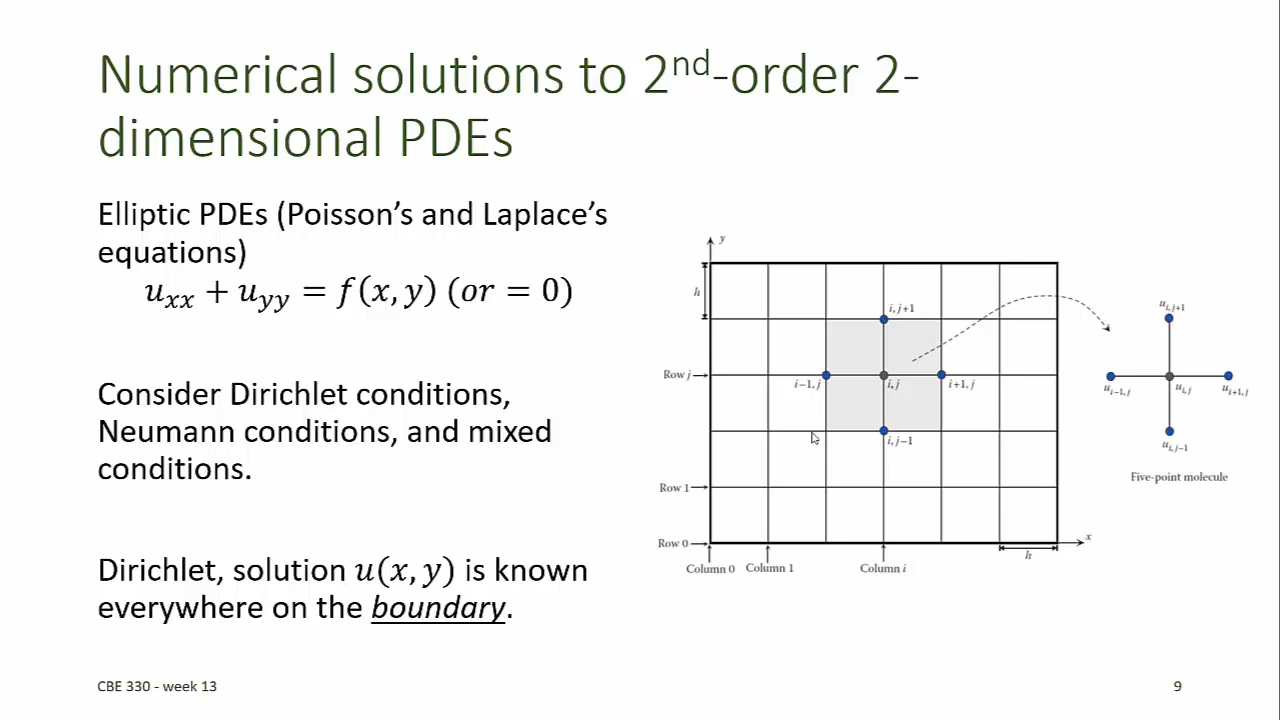 Numerical solutions to 2nd-order 2-
dimensional PDEs
Elliptic PDEs (Poisson's and Laplace's
equations)
u_xx + u_yy = f(x, y) (or = 0)
Consider Dirichlet conditions,
Neumann conditions, and mixed
conditions.
Dirichlet, solution u(x, y) is known
everywhere on the boundary.
y
h
i, j+1
Row j
i−1, j
i, j
i+1, j
i, j−1
Row 1
Row 0
x
h
Column 0
Column 1
Column i
u_i, j+1
u_i−1, j
u_i, j
u_i+1, j
u_i, j−1
Five-point molecule
CBE 330 - week 13
9